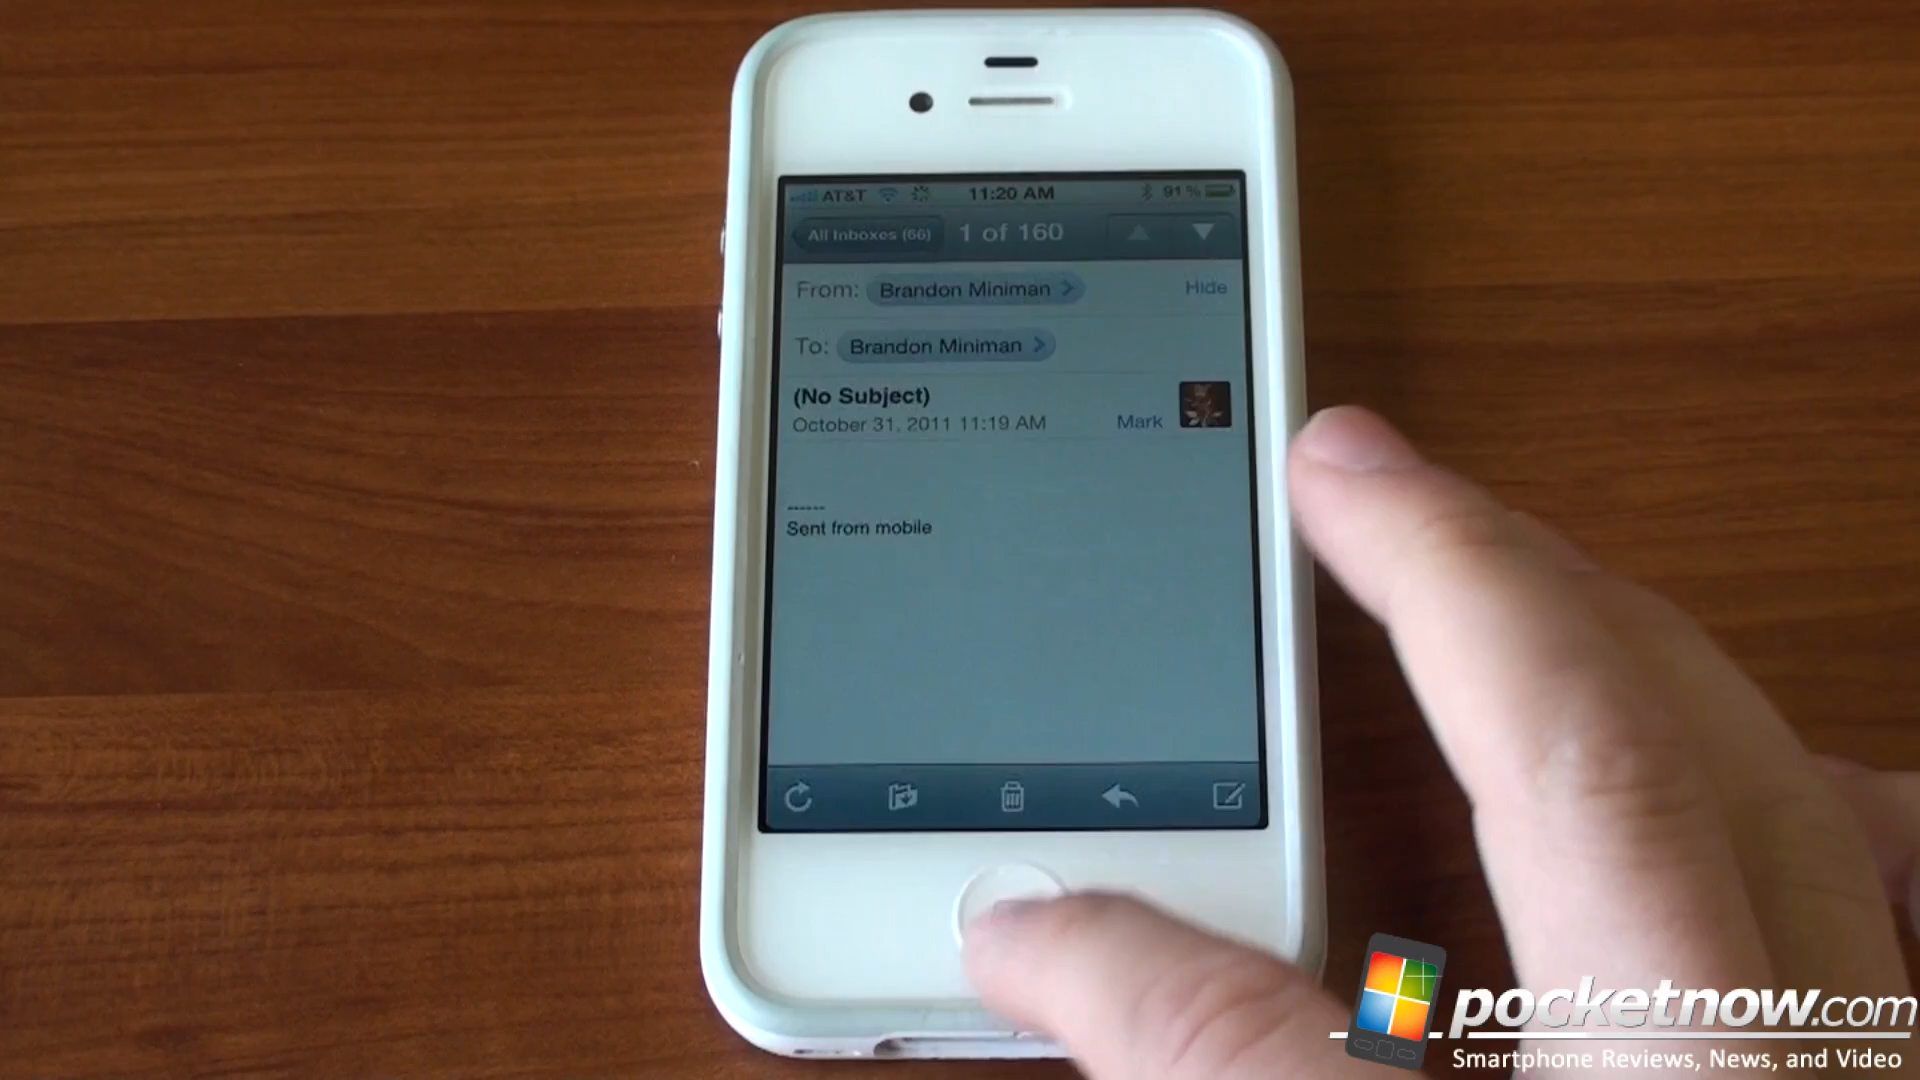 AT&T 11:20 AM 91%
All Inboxes (66) 1 of 160
From: Brandon Miniman Hide
To: Brandon Miniman
(No Subject)
October 31, 2011 11:19 AM Mark
------
Sent from mobile
pocketnow.com
Smartphone Reviews, News, and Video